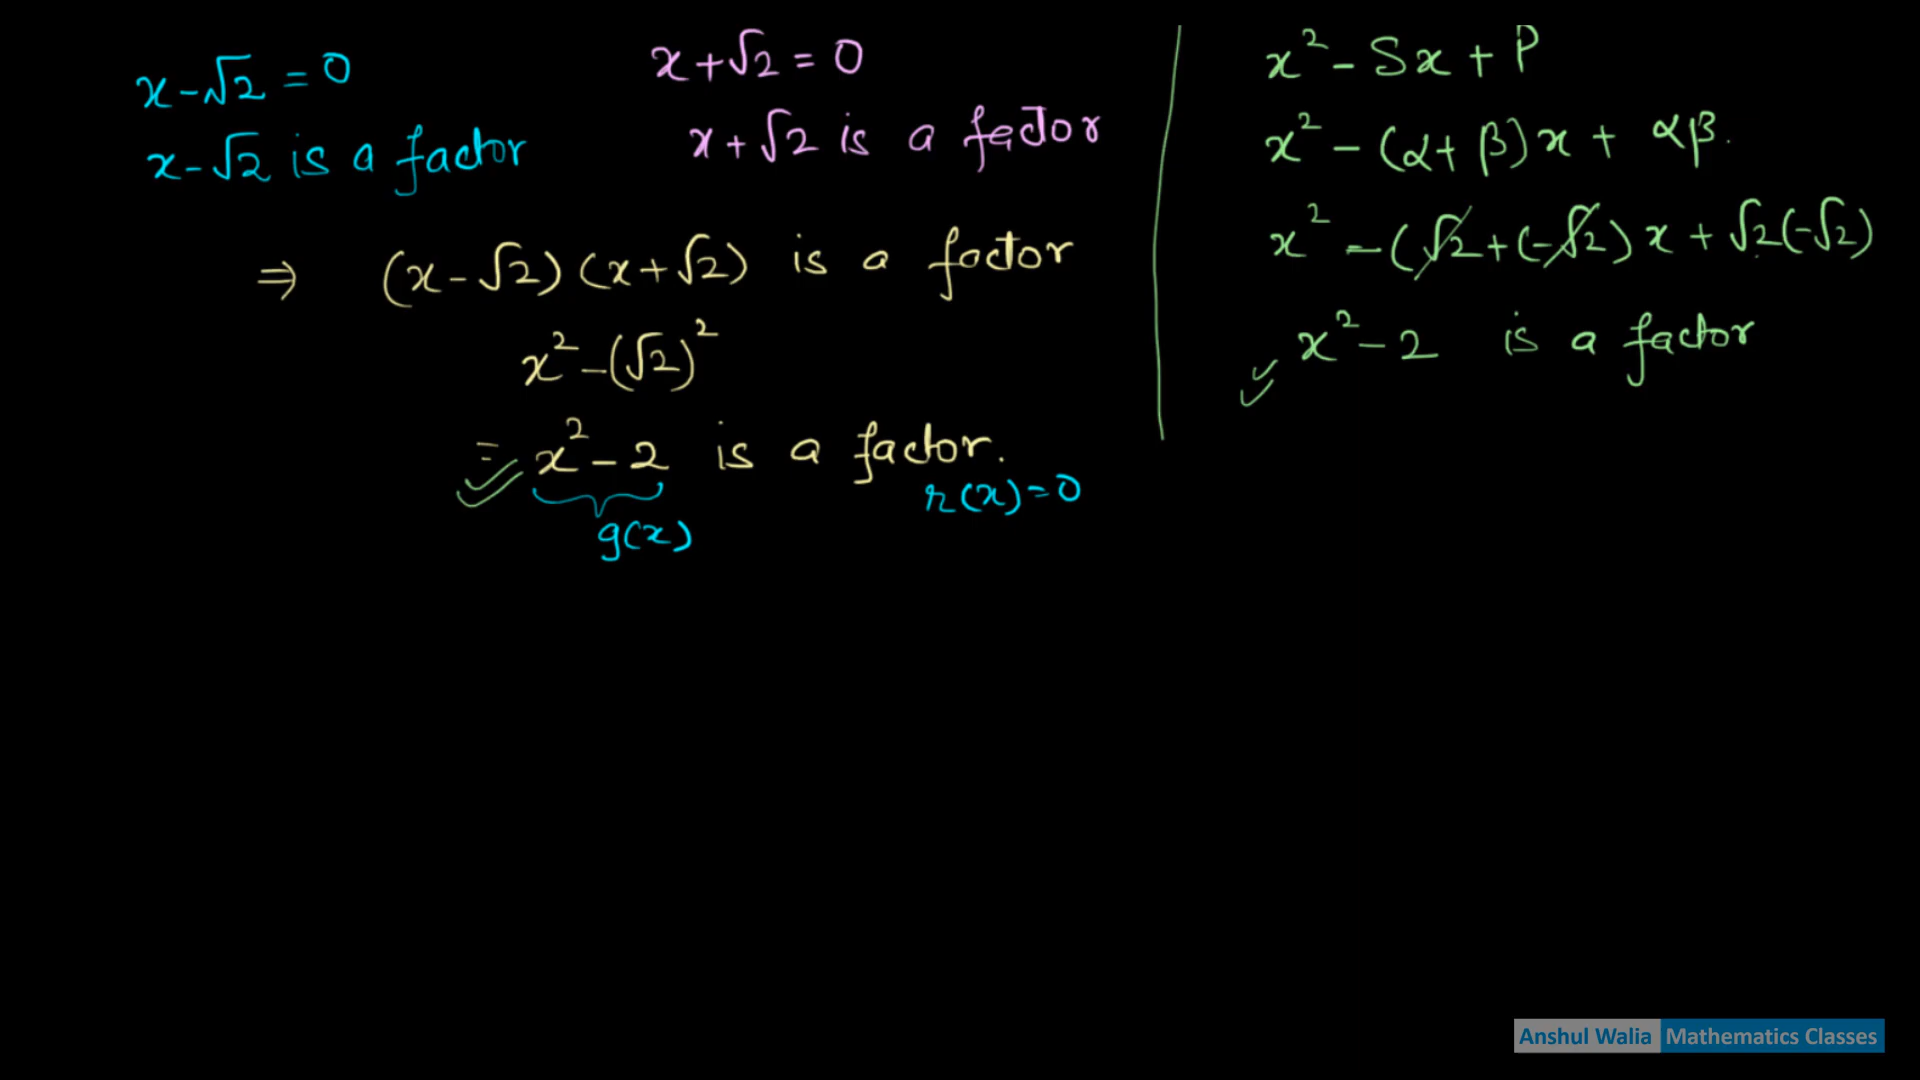 x - √2 = 0
x - √2 is a factor
x + √2 = 0
x + √2 is a factor
⇒ (x - √2) (x + √2) is a factor
x² - (√2)²
= x² - 2 is a factor.
r(x) = 0
g(x)
x² - Sx + P
x² - (α + β)x + αβ.
x² - (√2 + (-√2)) x + √2(-√2)
x² - 2 is a factor
Anshul Walia Mathematics Classes